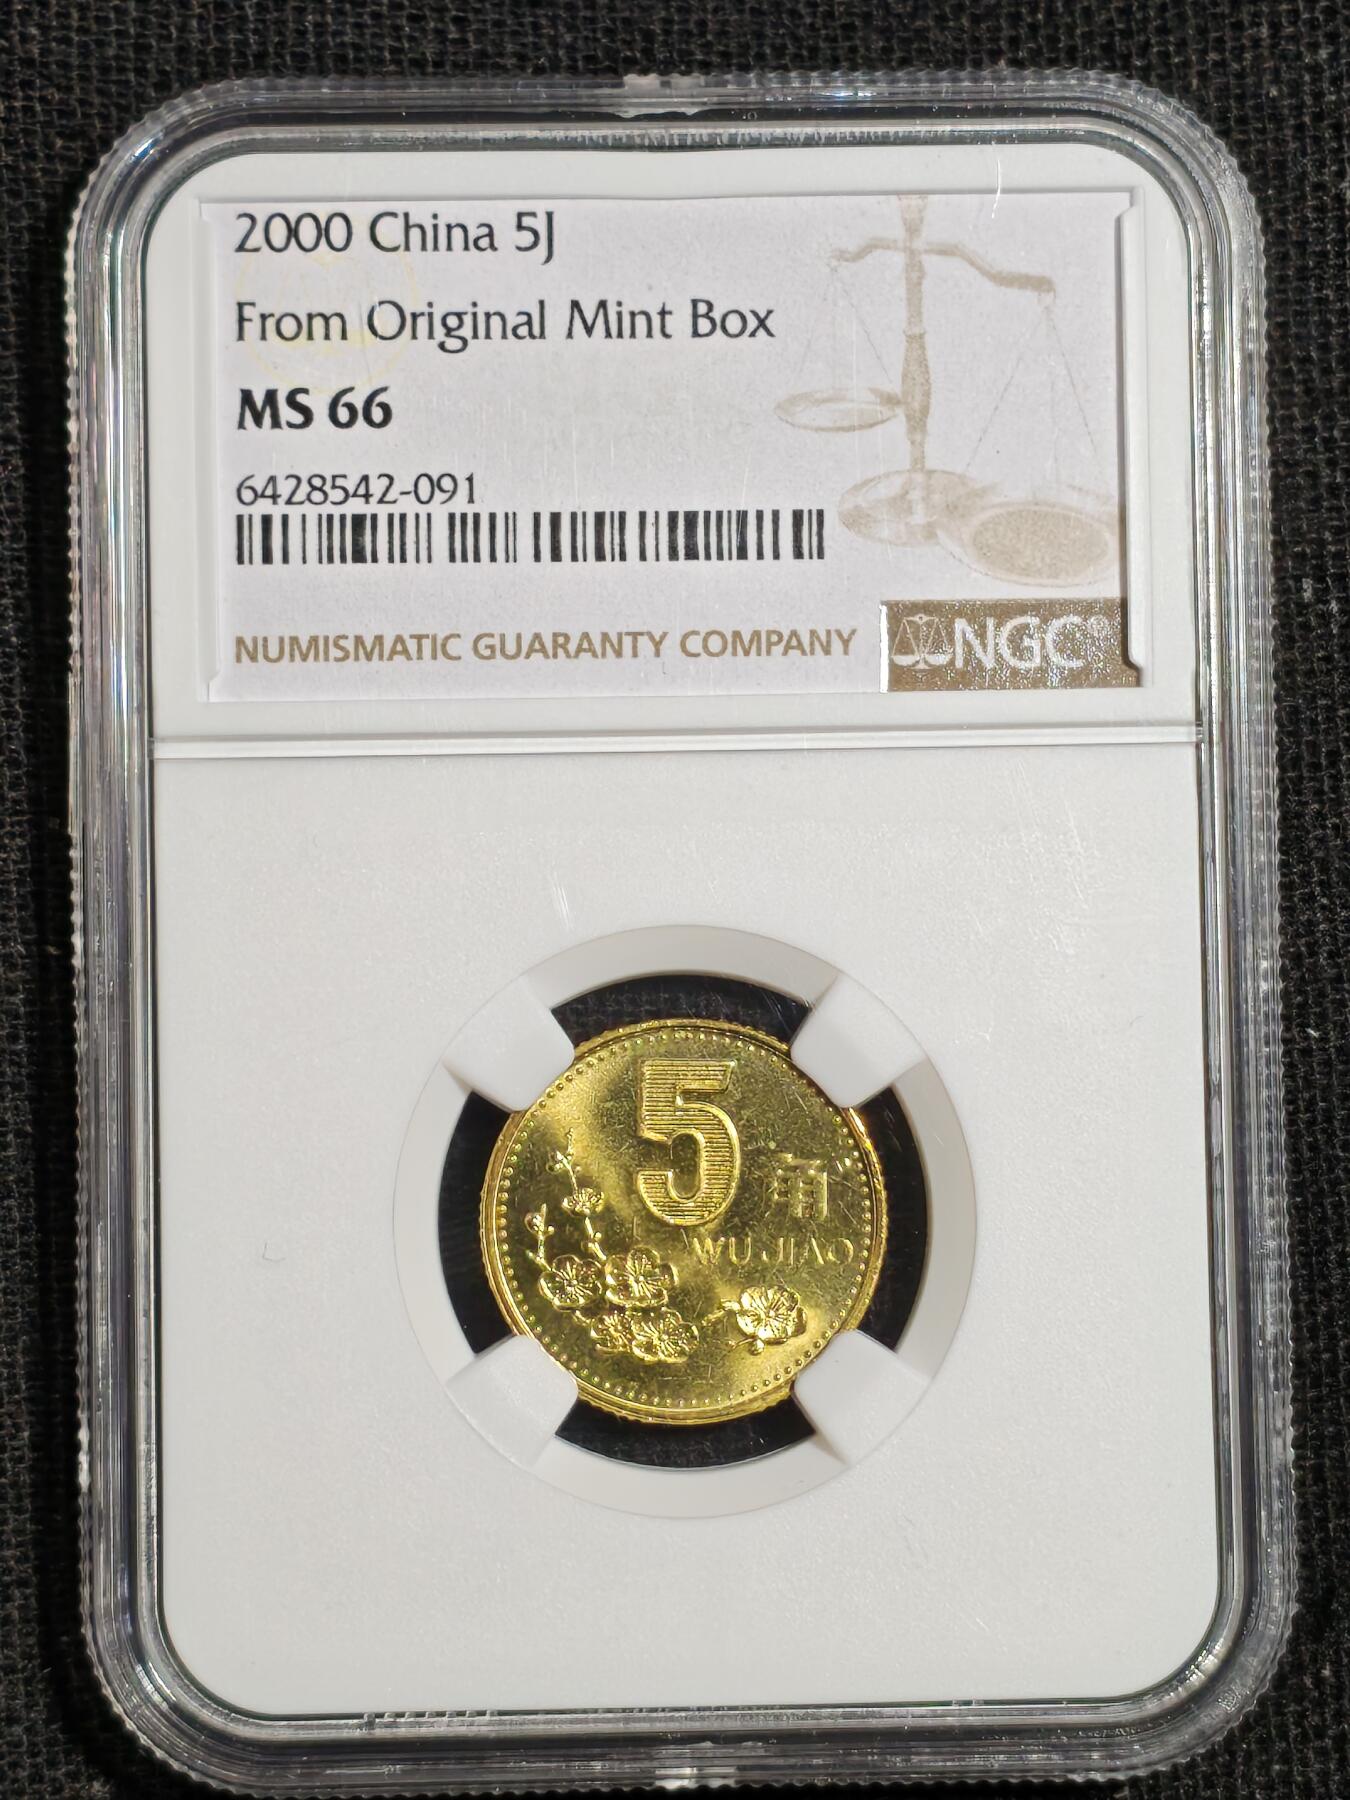 2000 China 5J
From Original Mint Box
MS 66
6428542-091
NUMISMATIC GUARANTY COMPANY
NGC®
5
角
WU JIAO